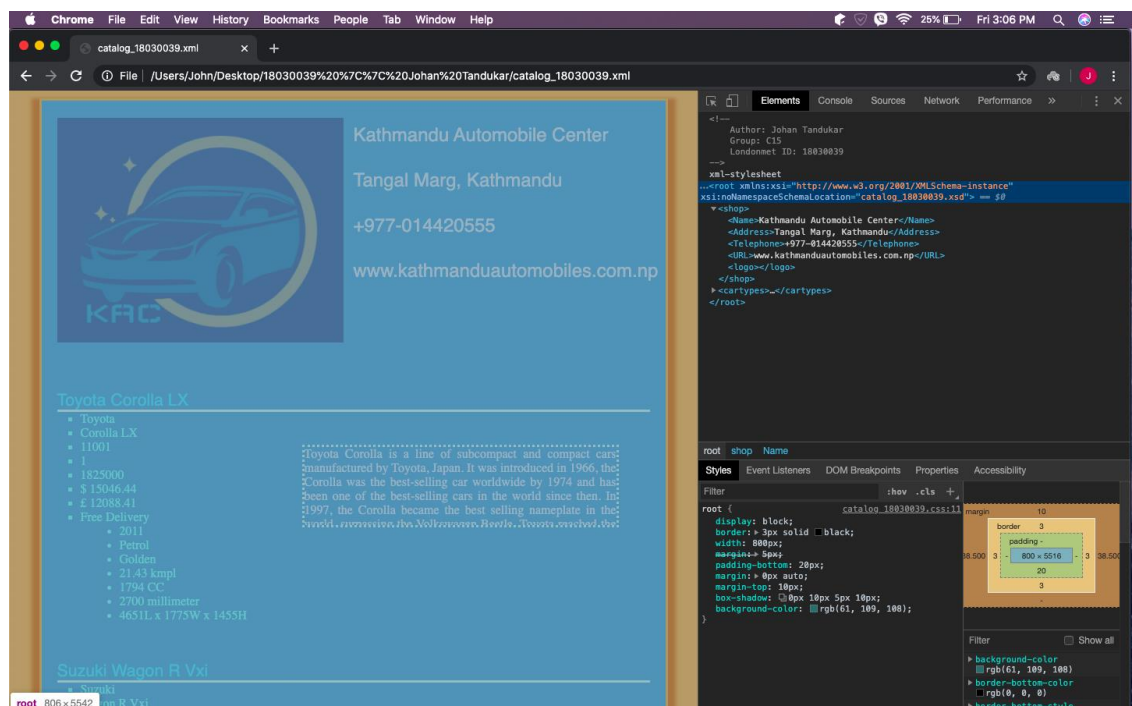 Chrome File Edit View History Bookmarks People Tab Window Help 25% Fri 3:06 PM
catalog_18030039.xml
File /Users/John/Desktop/18030039%20%7C%7C%20Johan%20Tandukar/catalog_18030039.xml
J
KAC
Kathmandu Automobile Center
Tangal Marg, Kathmandu
+977-014420555
www.kathmanduautomobiles.com.np
Toyota Corolla LX
Toyota
Corolla LX
11001
1
1825000
$ 15046.44
£ 12088.41
Free Delivery
2011
Petrol
Golden
21.43 kmpl
1794 CC
2700 millimeter
4651L x 1775W x 1455H
Toyota Corolla is a line of subcompact and compact cars
manufactured by Toyota, Japan. It was introduced in 1966, the
Corolla was the best-selling car worldwide by 1974 and has
been one of the best-selling cars in the world since then. In
1997, the Corolla became the best selling nameplate in the
world, surpassing the Volkswagen Beetle. Toyota reached the
Suzuki Wagon R Vxi
Suzuki
on R Vxi
root 806×5542
Elements Console Sources Network Performance »
<!--
Author: Johan Tandukar
Group: C15
Londonmet ID: 18030039
-->
xml-stylesheet
...<root xmlns:xsi="http://www.w3.org/2001/XMLSchema-instance"
xsi:noNamespaceSchemaLocation="catalog_18030039.xsd"> == $0
▼<shop>
<Name>Kathmandu Automobile Center</Name>
<Address>Tangal Marg, Kathmandu</Address>
<Telephone>+977-014420555</Telephone>
<URL>www.kathmanduautomobiles.com.np</URL>
<logo></logo>
</shop>
▶<cartypes>…</cartypes>
</root>
root shop Name
Styles Event Listeners DOM Breakpoints Properties Accessibility
Filter :hov .cls +
root { catalog_18030039.css:11
display: block;
border:▶ 3px solid black;
width: 800px;
margin:▶ 5px;
padding-bottom: 20px;
margin:▶ 0px auto;
margin-top: 10px;
box-shadow: 0px 10px 5px 10px;
background-color: rgb(61, 109, 108);
}
margin 10
border 3
padding -
38.500 3 - 800 × 5516 - 3 38.500
20
3
-
Filter Show all
▶ background-color
rgb(61, 109, 108)
▶ border-bottom-color
rgb(0, 0, 0)
▶ border-bottom-style